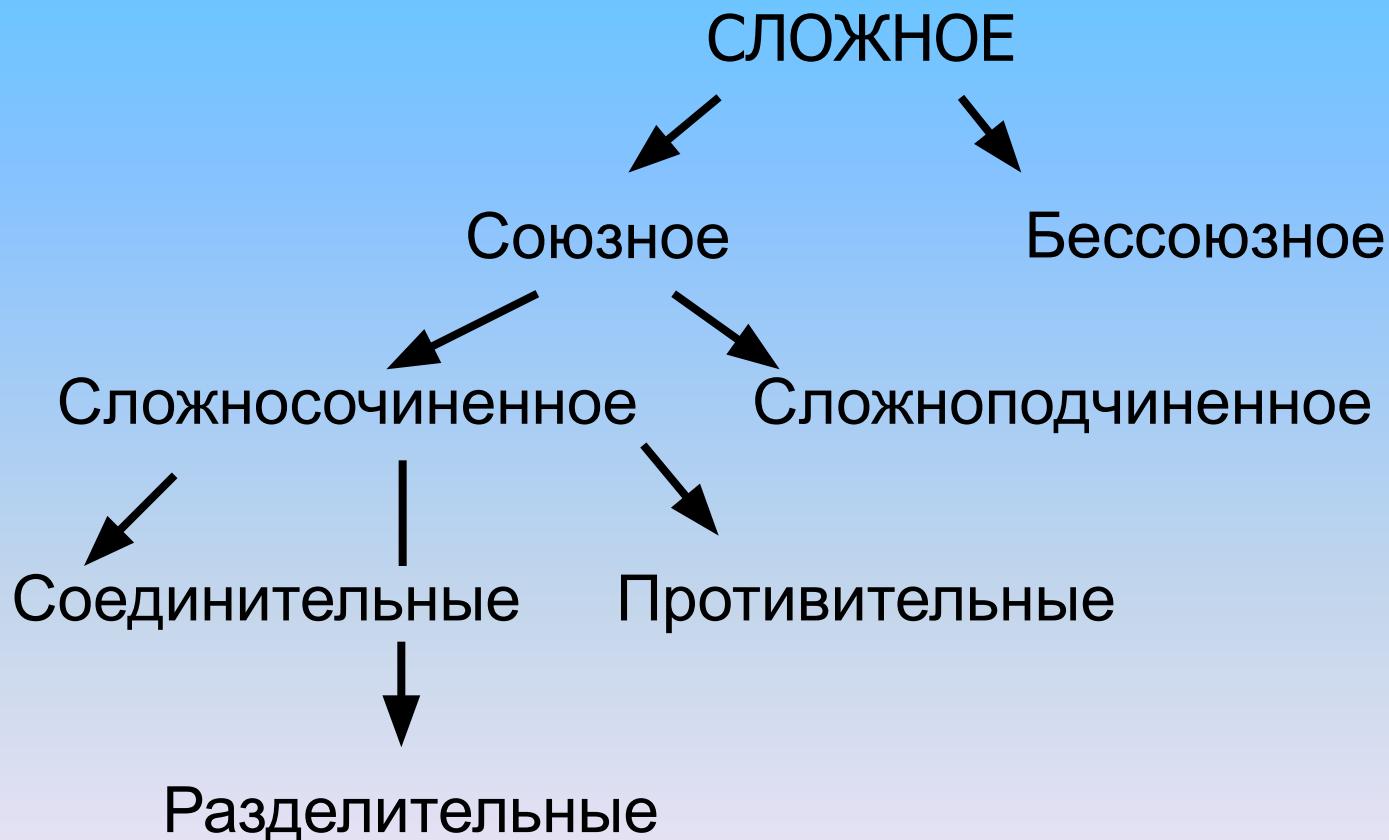 СЛОЖНОЕ
Союзное Бессоюзное
Сложносочиненное Сложноподчиненное
Соединительные Противительные
Разделительные